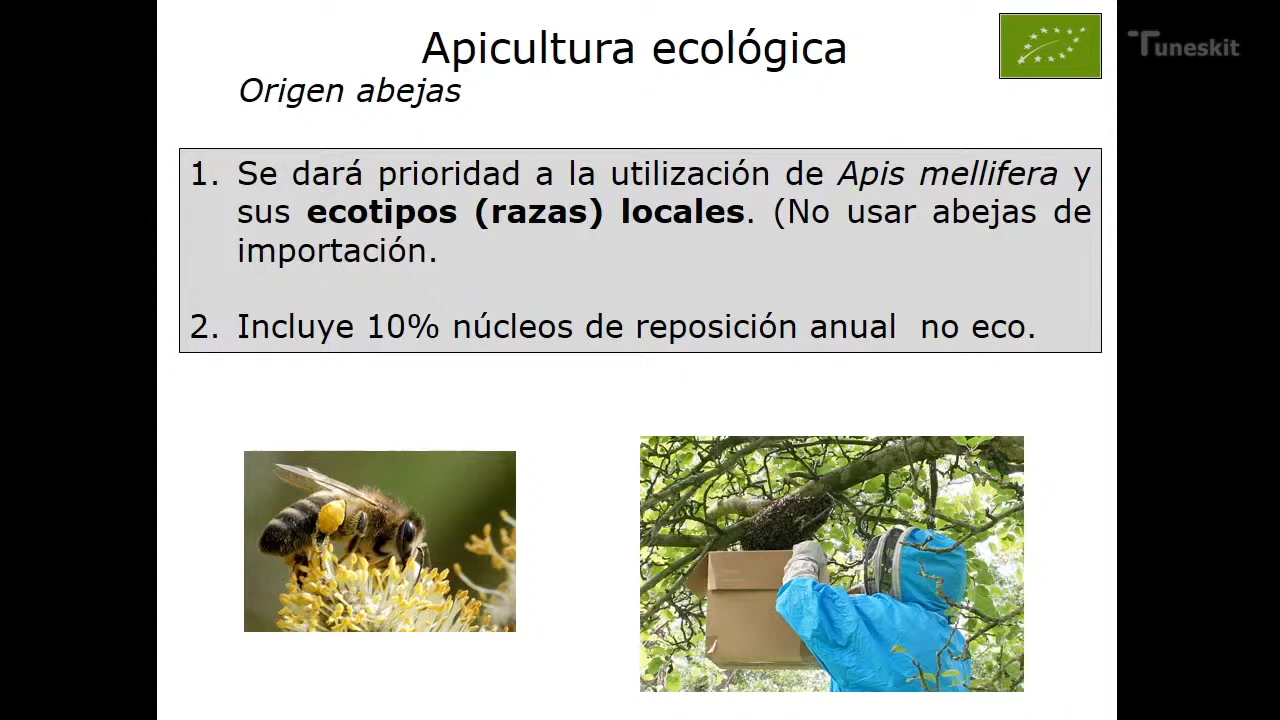 Apicultura ecológica
Tuneskit
Origen abejas
1. Se dará prioridad a la utilización de Apis mellifera y
sus ecotipos (razas) locales. (No usar abejas de
importación.
2. Incluye 10% núcleos de reposición anual  no eco.